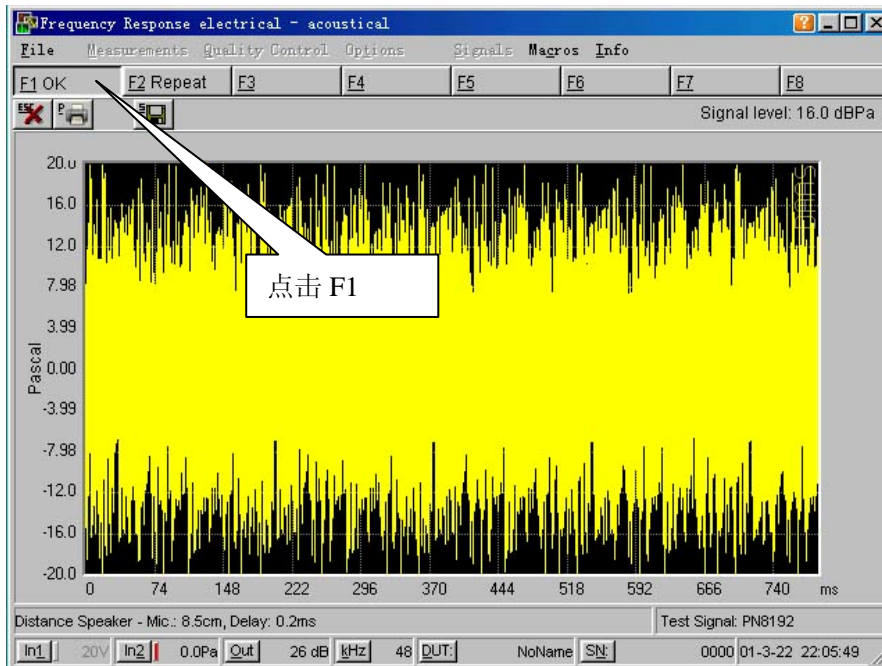 Frequency Response electrical - acoustical
File Measurements Quality Control Options Signals Macros Info
F1 OK F2 Repeat F3 F4 F5 F6 F7 F8
ESC P S Signal level: 16.0 dBPa
点击 F1
Pascal
20.0
16.0
12.0
7.98
3.99
0.00
-3.99
-7.98
-12.0
-16.0
-20.0
0 74 148 222 296 370 444 518 592 666 740 ms
Distance Speaker - Mic.: 8.5cm, Delay: 0.2ms Test Signal: PN8192
In1 20V In2 0.0Pa Out 26 dB kHz 48 DUT: NoName SN: 0000 01-3-22 22:05:49